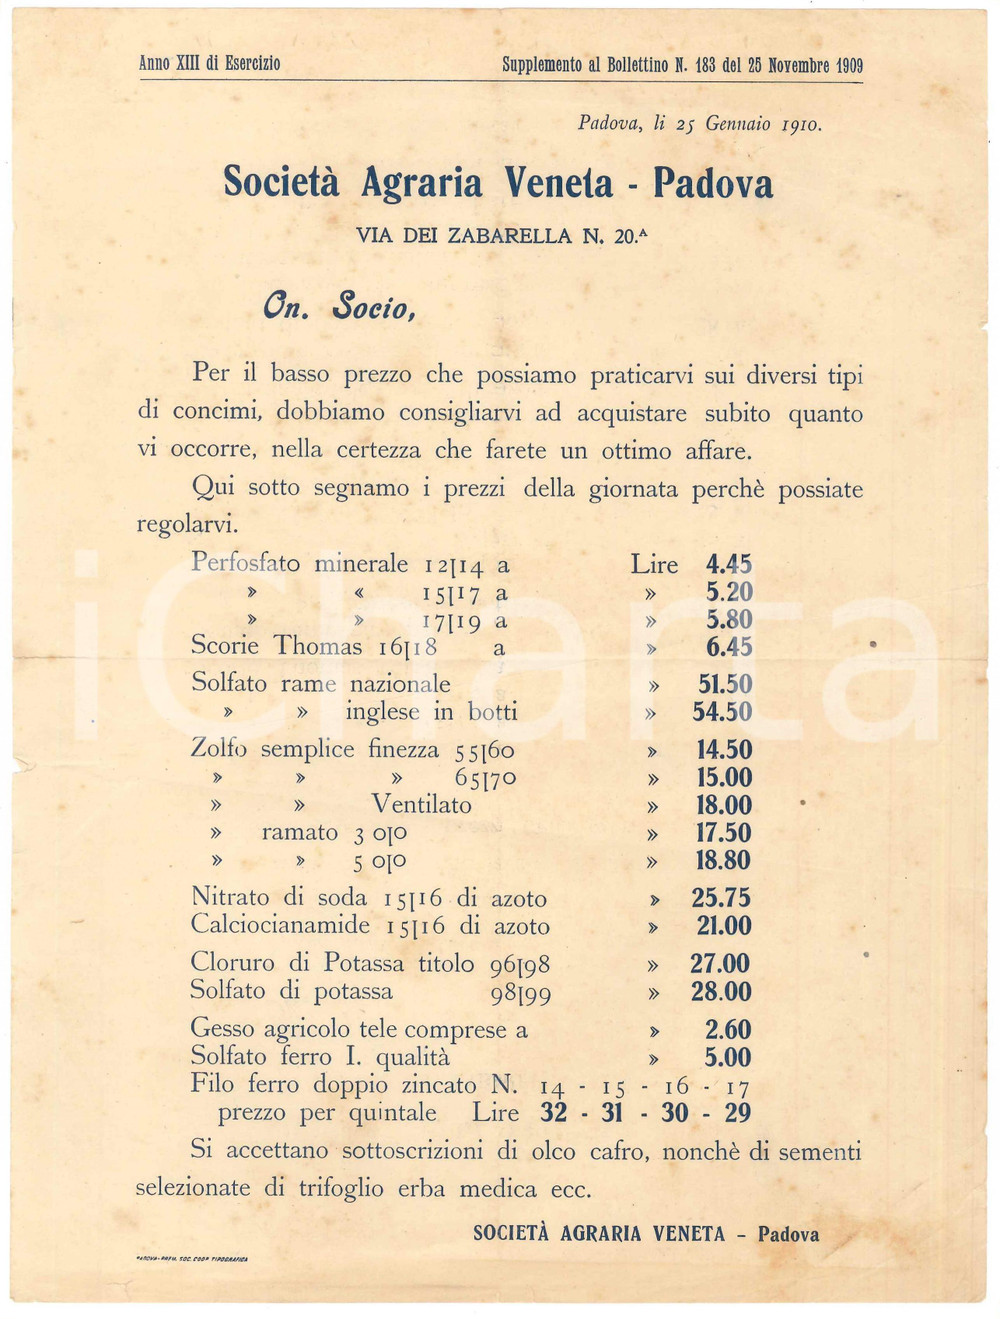 Anno XIII di Esercizio Supplemento al Bollettino N. 183 del 25 Novembre 1909
Padova, li 25 Gennaio 1910.
Società Agraria Veneta - Padova
VIA DEI ZABARELLA N. 20.ᴬ
On. Socio,
Per il basso prezzo che possiamo praticarvi sui diversi tipi
di concimi, dobbiamo consigliarvi ad acquistare subito quanto
vi occorre, nella certezza che farete un ottimo affare.
Qui sotto segnamo i prezzi della giornata perchè possiate
regolarvi.
Perfosfato minerale 12[14 a Lire 4.45
» « 15[17 a » 5.20
» » 17[19 a » 5.80
Scorie Thomas 16[18 a » 6.45
Solfato rame nazionale » 51.50
» » inglese in botti » 54.50
Zolfo semplice finezza 55[60 » 14.50
» » » 65[70 » 15.00
» » Ventilato » 18.00
» ramato 3 0[0 » 17.50
» » 5 0[0 » 18.80
Nitrato di soda 15[16 di azoto » 25.75
Calciocianamide 15[16 di azoto » 21.00
Cloruro di Potassa titolo 96[98 » 27.00
Solfato di potassa 98[99 » 28.00
Gesso agricolo tele comprese a » 2.60
Solfato ferro I. qualità » 5.00
Filo ferro doppio zincato N. 14 - 15 - 16 - 17
prezzo per quintale Lire 32 - 31 - 30 - 29
Si accettano sottoscrizioni di olco cafro, nonchè di sementi
selezionate di trifoglio erba medica ecc.
SOCIETÀ AGRARIA VENETA - Padova
PADOVA - PREM. SOC. COOP. TIPOGRAFICA
iCharta